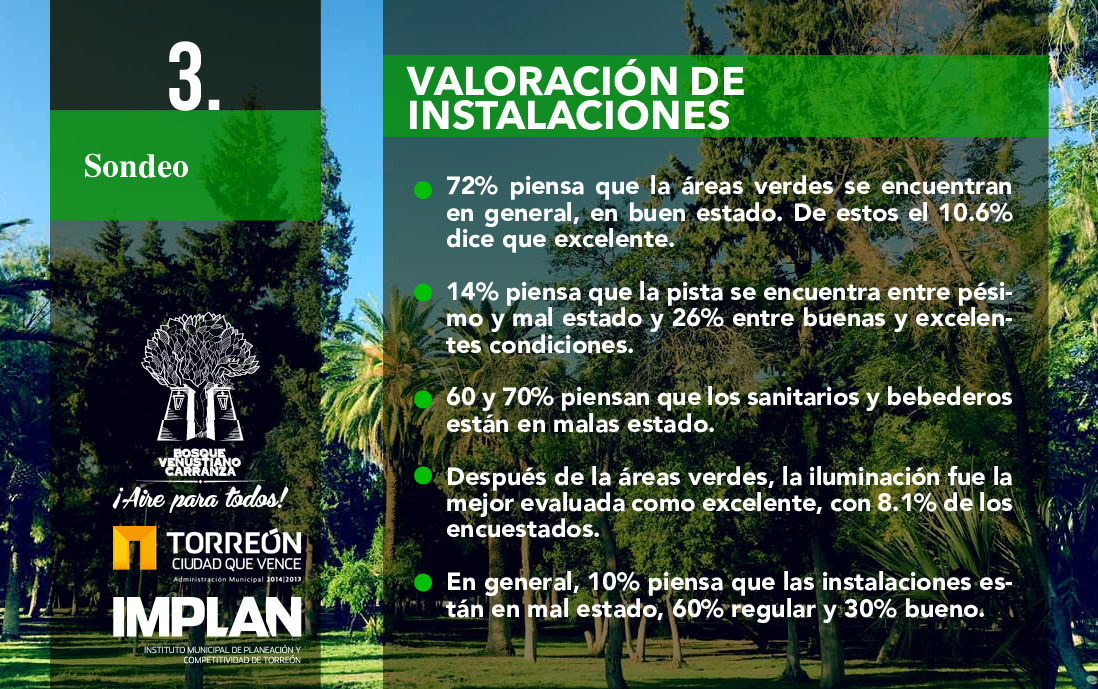 3.
Sondeo
BOSQUE
VENUSTIANO
CARRANZA
¡Aire para todos!
TORREÓN
CIUDAD QUE VENCE
Administración Municipal 2014|2017
IMPLAN
INSTITUTO MUNICIPAL DE PLANEACIÓN Y
COMPETITIVIDAD DE TORREÓN
VALORACIÓN DE
INSTALACIONES
72% piensa que la áreas verdes se encuentran
en general, en buen estado. De estos el 10.6%
dice que excelente.
14% piensa que la pista se encuentra entre pési-
mo y mal estado y 26% entre buenas y excelen-
tes condiciones.
60 y 70% piensan que los sanitarios y bebederos
están en malas estado.
Después de la áreas verdes, la iluminación fue la
mejor evaluada como excelente, con 8.1% de los
encuestados.
En general, 10% piensa que las instalaciones es-
tán en mal estado, 60% regular y 30% bueno.